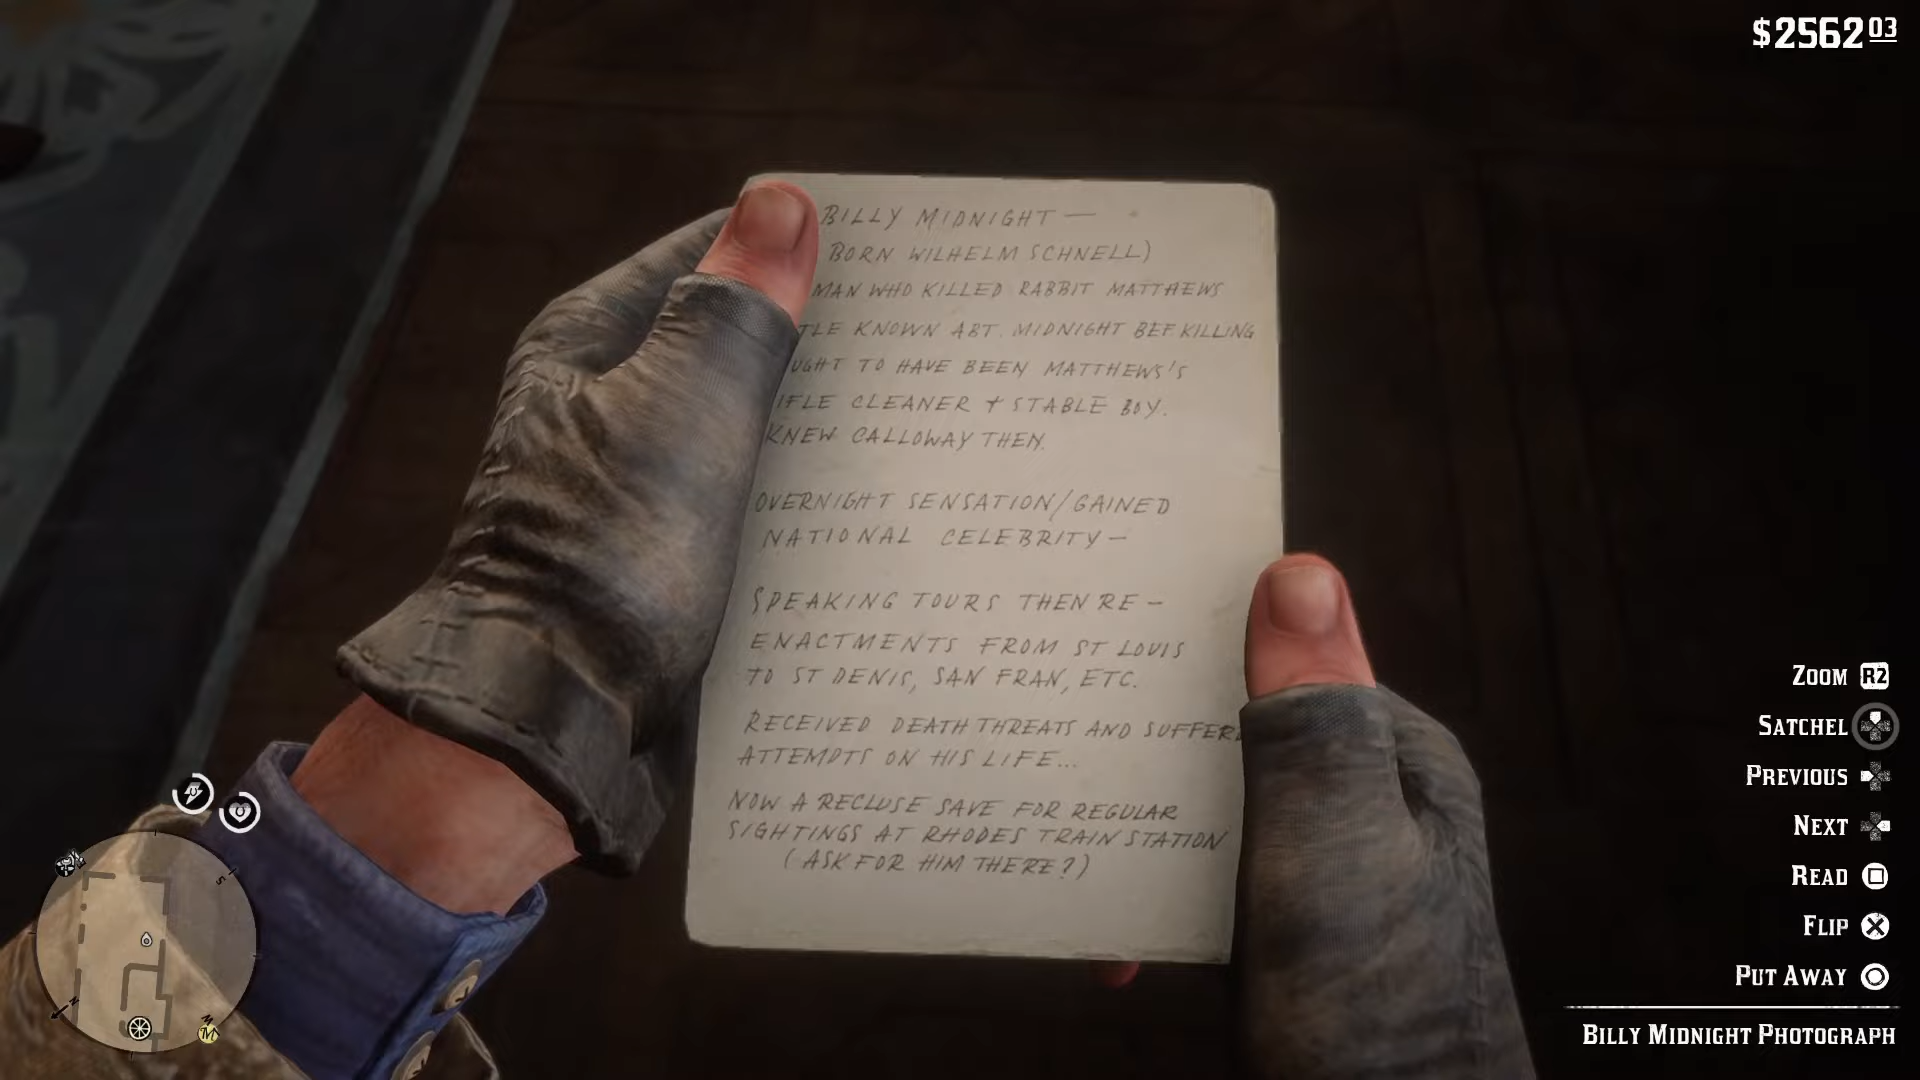 $2562 03
BILLY MIDNIGHT —
BORN WILHELM SCHNELL)
MAN WHO KILLED RABBIT MATTHEWS
TLE KNOWN ABT. MIDNIGHT BEF. KILLING
UGHT TO HAVE BEEN MATTHEWS'S
IFLE CLEANER + STABLE BOY.
KNEW CALLOWAY THEN.
OVERNIGHT SENSATION/GAINED
NATIONAL CELEBRITY —
SPEAKING TOURS THEN RE-
ENACTMENTS FROM ST LOUIS
TO ST DENIS, SAN FRAN, ETC.
RECEIVED DEATH THREATS AND SUFFERE
ATTEMPTS ON HIS LIFE...
NOW A RECLUSE SAVE FOR REGULAR
SIGHTINGS AT RHODES TRAIN STATION
(ASK FOR HIM THERE?)
ZOOM R2
SATCHEL
PREVIOUS
NEXT
READ
FLIP
PUT AWAY
BILLY MIDNIGHT PHOTOGRAPH
S
N
M